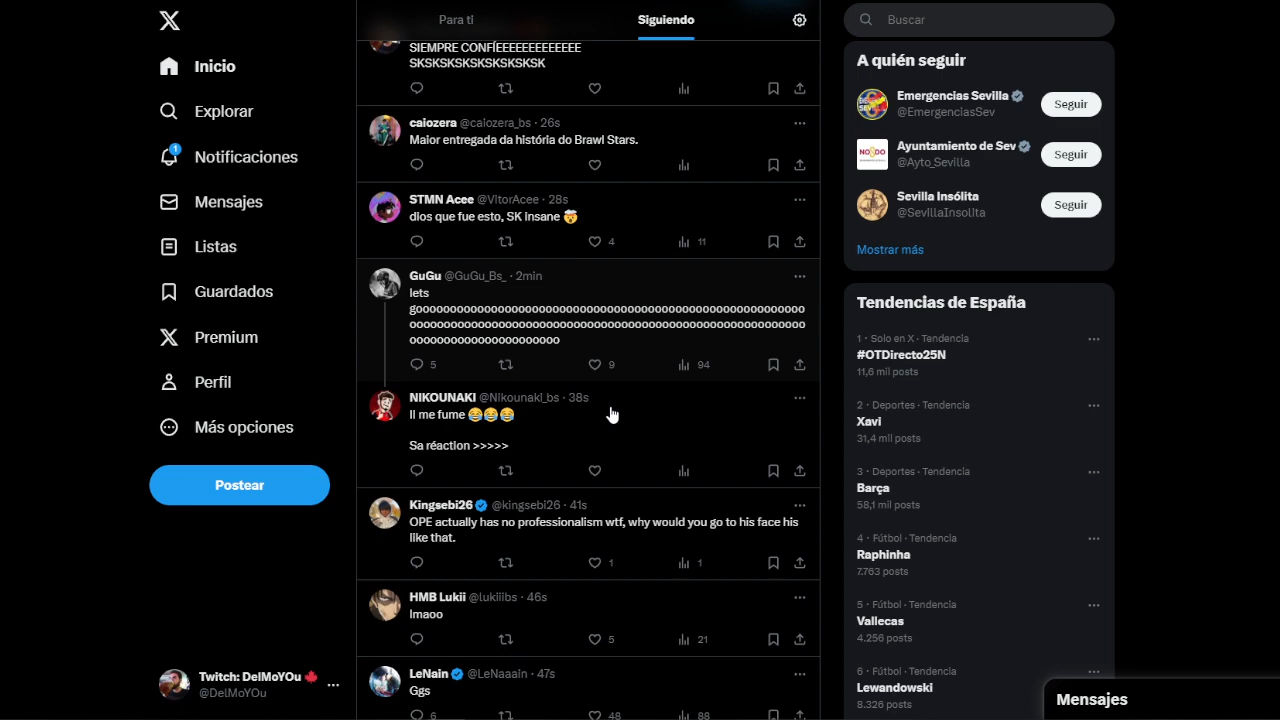 Para ti
Siguiendo
SIEMPRE CONFÍEEEEEEEEEEEEE
SKSKSKSKSKSKSKSKSK
caiozera @caiozera_bs · 26s
Maior entregada da história do Brawl Stars.
STMN Acee @VitorAcee · 28s
dios que fue esto, SK Insane 🤯
4
11
GuGu @GuGu_Bs_ · 2min
lets
5
9
94
NIKOUNAKI @Nikounaki_bs · 38s
Il me fume 😂😂😂
Sa réaction >>>>>
Kingsebi26 @kingsebi26 · 41s
OPE actually has no professionalism wtf, why would you go to his face his
like that.
1
1
HMB Lukii @lukiiibs · 46s
lmaoo
5
21
LeNain @LeNaaain · 47s
Ggs
6
48
88
Inicio
Explorar
1
Notificaciones
Mensajes
Listas
Guardados
Premium
Perfil
Más opciones
Postear
Twitch: DelMoYOu 🍁
@DelMoYOu
Buscar
A quién seguir
Emergencias Sevilla
@EmergenciasSev
Seguir
Ayuntamiento de Sev
@Ayto_Sevilla
Seguir
Sevilla Insólita
@SevillaInsolita
Seguir
Mostrar más
Tendencias de España
1 · Solo en X · Tendencia
#OTDirecto25N
11,6 mil posts
2 · Deportes · Tendencia
Xavi
31,4 mil posts
3 · Deportes · Tendencia
Barça
58,1 mil posts
4 · Fútbol · Tendencia
Raphinha
7.763 posts
5 · Fútbol · Tendencia
Vallecas
4.256 posts
6 · Fútbol · Tendencia
Lewandowski
8.326 posts
Mensajes